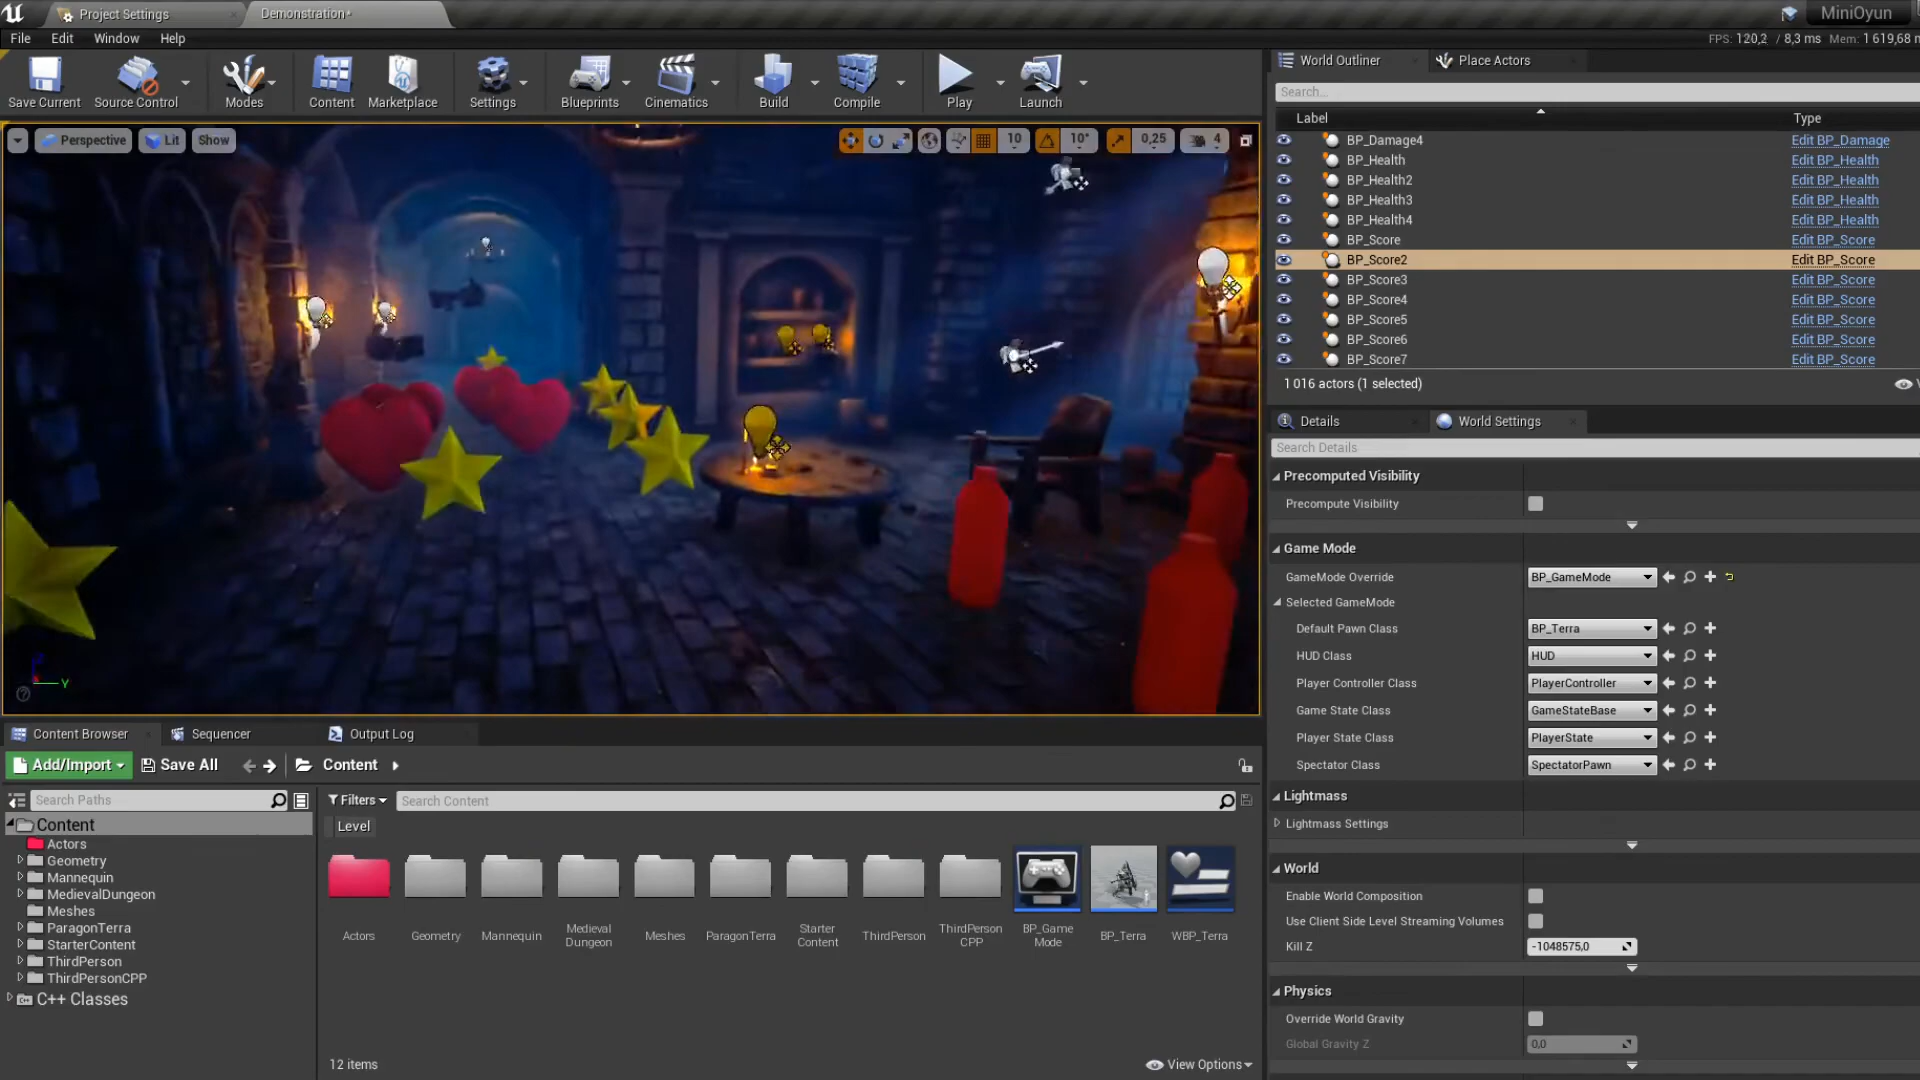 Project Settings
Demonstration*
MiniOyun
File Edit Window Help
FPS: 120,2 / 8,3 ms Mem: 1 619,68 m
Save Current
Source Control
Modes
Content
Marketplace
Settings
Blueprints
Cinematics
Build
Compile
Play
Launch
Perspective
Lit
Show
10
10°
0,25
4
Y
World Outliner
Place Actors
Search...
Label Type
BP_Damage4 Edit BP_Damage
BP_Health Edit BP_Health
BP_Health2 Edit BP_Health
BP_Health3 Edit BP_Health
BP_Health4 Edit BP_Health
BP_Score Edit BP_Score
BP_Score2 Edit BP_Score
BP_Score3 Edit BP_Score
BP_Score4 Edit BP_Score
BP_Score5 Edit BP_Score
BP_Score6 Edit BP_Score
BP_Score7 Edit BP_Score
1 016 actors (1 selected)
Details
World Settings
Search Details
Precomputed Visibility
Precompute Visibility
Game Mode
GameMode Override BP_GameMode
Selected GameMode
Default Pawn Class BP_Terra
HUD Class HUD
Player Controller Class PlayerController
Game State Class GameStateBase
Player State Class PlayerState
Spectator Class SpectatorPawn
Lightmass
Lightmass Settings
World
Enable World Composition
Use Client Side Level Streaming Volumes
Kill Z -1048575,0
Physics
Override World Gravity
Global Gravity Z 0,0
Content Browser
Sequencer
Output Log
Add/Import
Save All
Content
Search Paths
Content
Actors
Geometry
Mannequin
MedievalDungeon
Meshes
ParagonTerra
StarterContent
ThirdPerson
ThirdPersonCPP
C++ Classes
Filters
Search Content
Level
Actors
Geometry
Mannequin
Medieval
Dungeon
Meshes
ParagonTerra
Starter
Content
ThirdPerson
ThirdPerson
CPP
BP_Game
Mode
BP_Terra
WBP_Terra
12 items
View Options